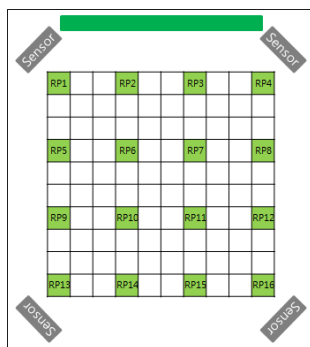 Sensor Sensor
RP1 RP2 RP3 RP4
RP5 RP6 RP7 RP8
RP9 RP10 RP11 RP12
RP13 RP14 RP15 RP16
Sensor Sensor